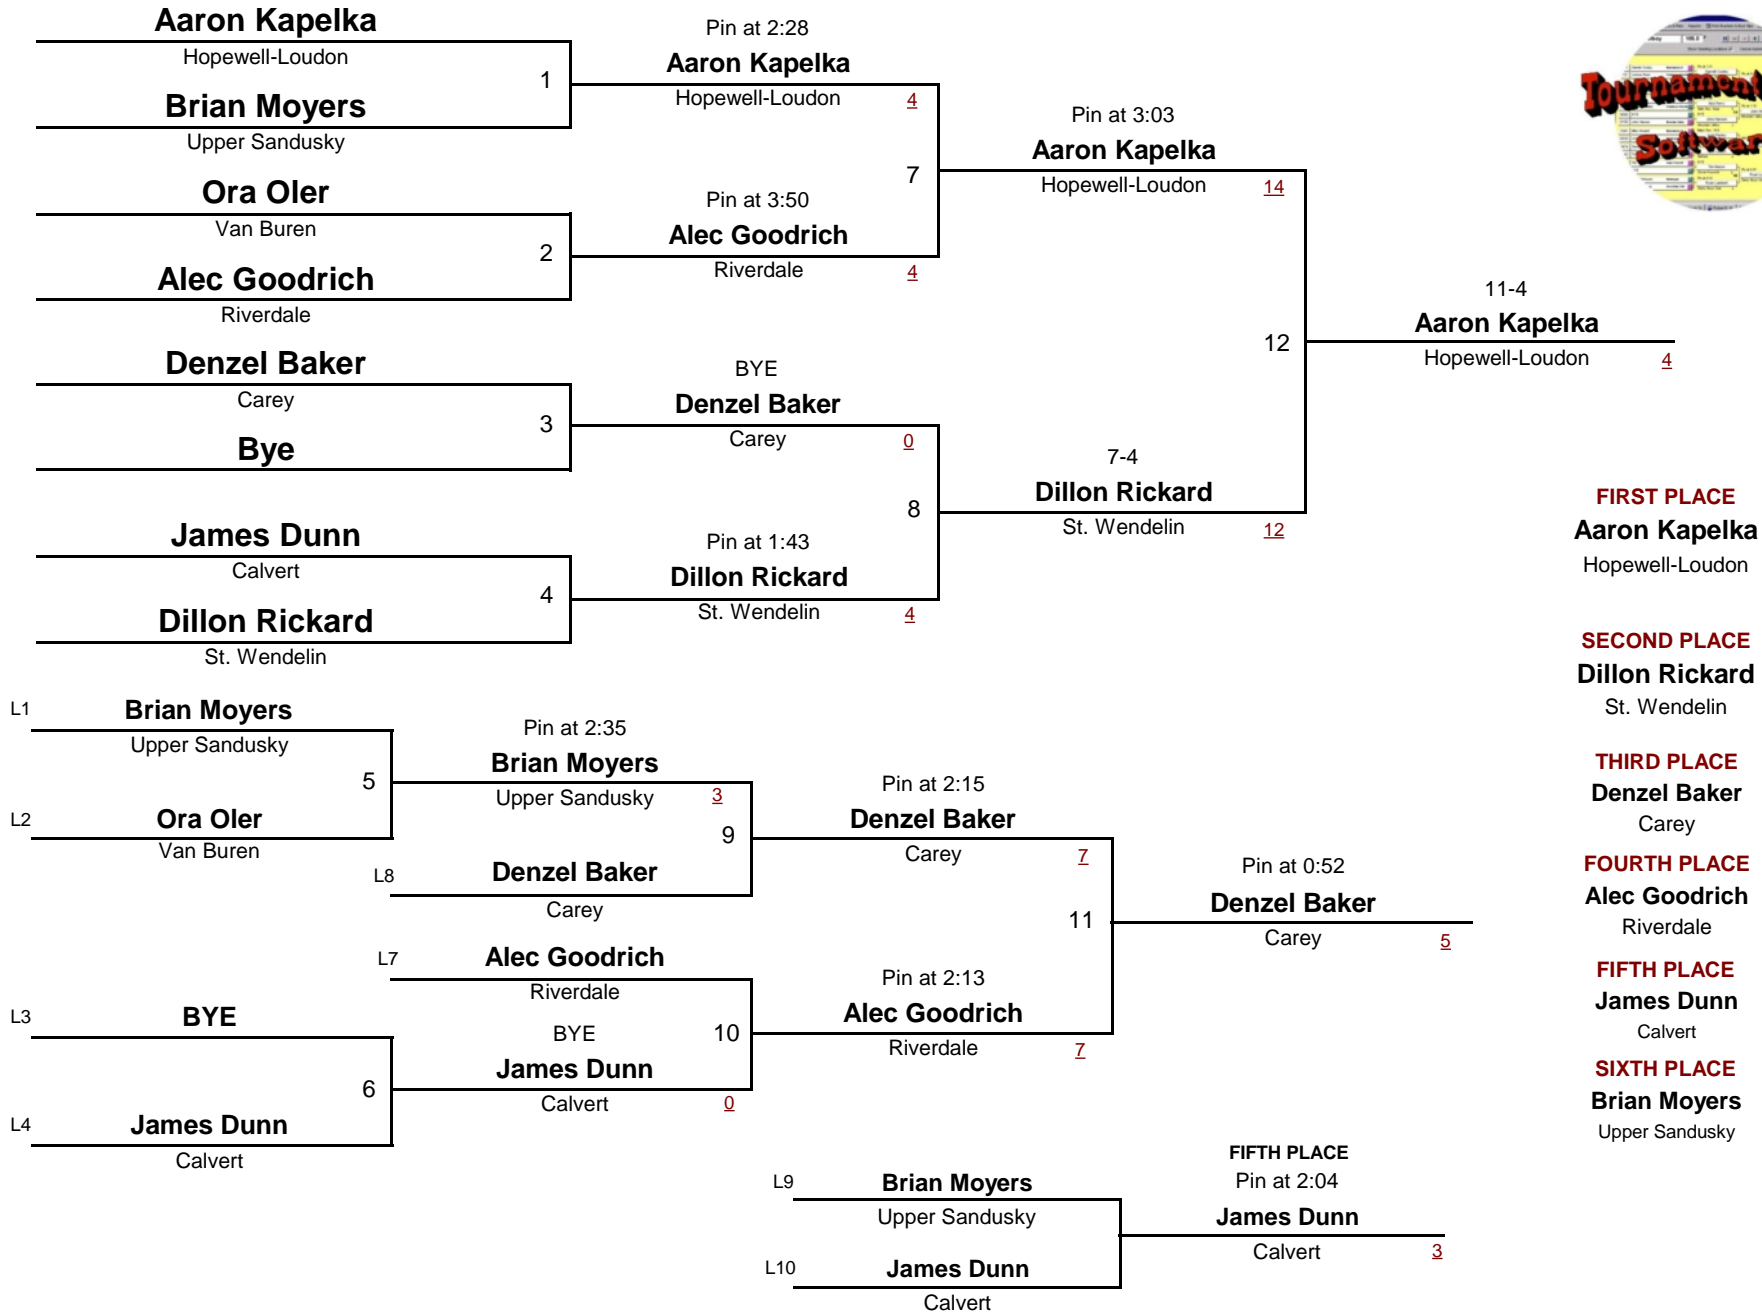 Aaron Kapelka
Hopewell-Loudon
1
Brian Moyers
Upper Sandusky
Ora Oler
Van Buren
2
Alec Goodrich
Riverdale
Denzel Baker
Carey
3
Bye
James Dunn
Calvert
4
Dillon Rickard
St. Wendelin
Pin at 2:28
Aaron Kapelka
Hopewell-Loudon 4
7
Pin at 3:50
Alec Goodrich
Riverdale 4
BYE
Denzel Baker
Carey 0
8
Pin at 1:43
Dillon Rickard
St. Wendelin 4
Pin at 3:03
Aaron Kapelka
Hopewell-Loudon 14
12
7-4
Dillon Rickard
St. Wendelin 12
11-4
Aaron Kapelka
Hopewell-Loudon 4
Tournament
Softwar
FIRST PLACE
Aaron Kapelka
Hopewell-Loudon
SECOND PLACE
Dillon Rickard
St. Wendelin
THIRD PLACE
Denzel Baker
Carey
FOURTH PLACE
Alec Goodrich
Riverdale
FIFTH PLACE
James Dunn
Calvert
SIXTH PLACE
Brian Moyers
Upper Sandusky
L1 Brian Moyers
Upper Sandusky
5
L2 Ora Oler
Van Buren
L3 BYE
6
L4 James Dunn
Calvert
Pin at 2:35
Brian Moyers
Upper Sandusky 3
9
L8 Denzel Baker
Carey
L7 Alec Goodrich
Riverdale
BYE 10
James Dunn
Calvert 0
Pin at 2:15
Denzel Baker
Carey 7
11
Pin at 2:13
Alec Goodrich
Riverdale 7
Pin at 0:52
Denzel Baker
Carey 5
L9 Brian Moyers
Upper Sandusky
L10 James Dunn
Calvert
FIFTH PLACE
Pin at 2:04
James Dunn
Calvert 3